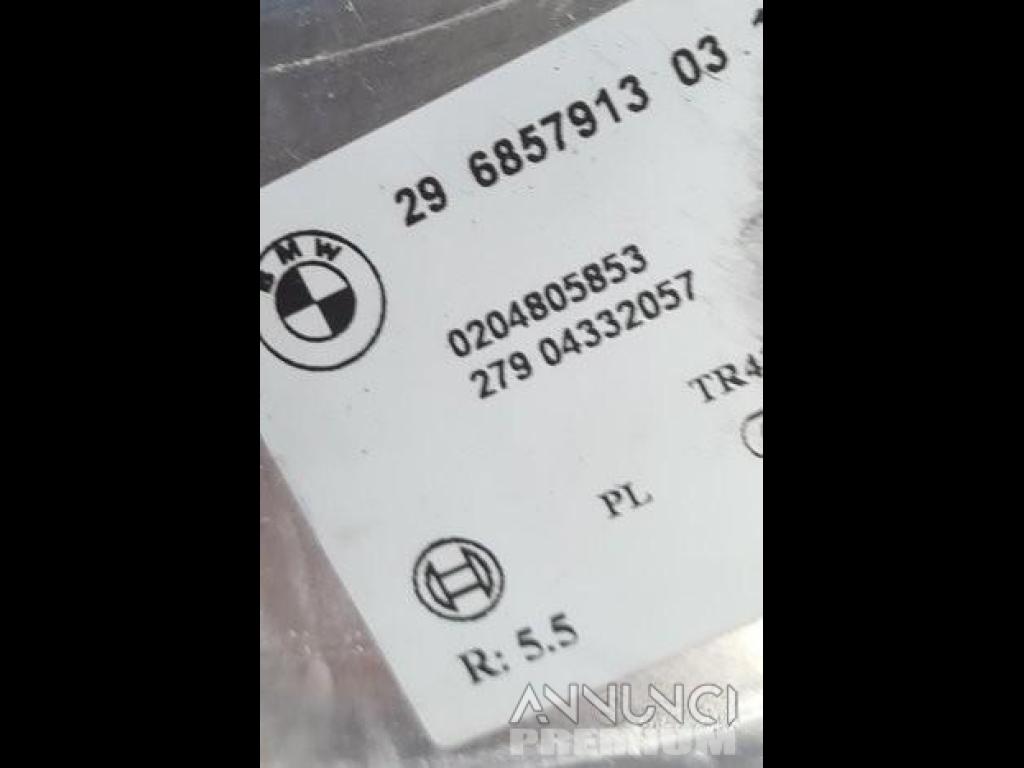 29 6857913 03
BMW
0204805853
279 04332057
TR4
PL
R: 5.5
ANNUNCI
PREMIUM